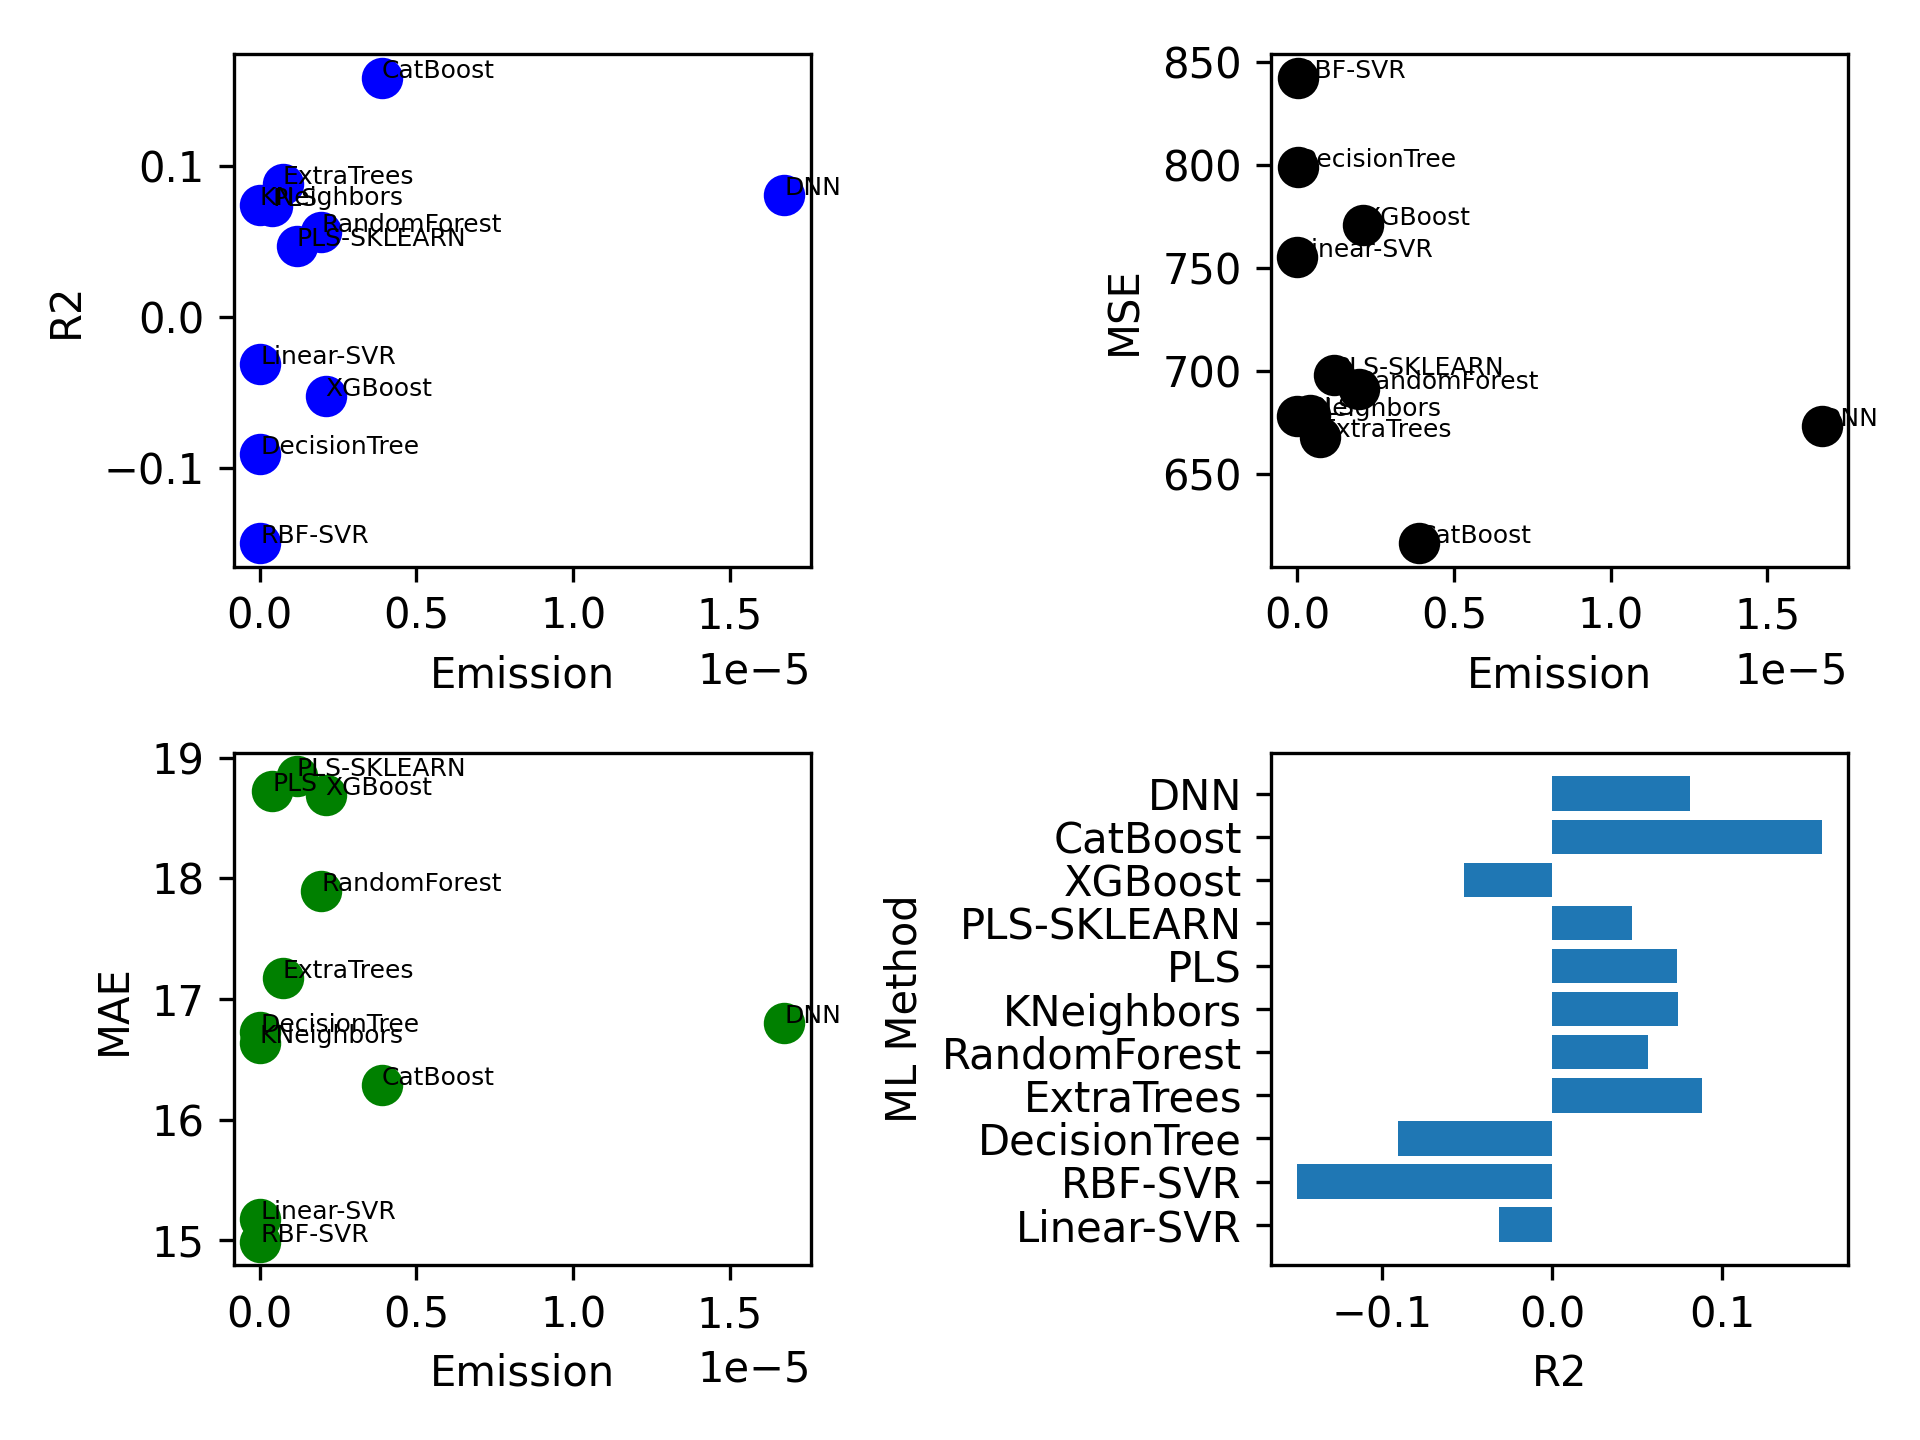 R2
0.1
0.0
−0.1
CatBoost
ExtraTrees
KNeighbors
PLS
RandomForest
PLS-SKLEARN
DNN
Linear-SVR
XGBoost
DecisionTree
RBF-SVR
0.0 0.5 1.0 1.5
Emission
1e−5
MSE
850
800
750
700
650
BF-SVR
DecisionTree
XGBoost
Linear-SVR
PLS-SKLEARN
RandomForest
Neighbors
ExtraTrees
DNN
CatBoost
0.0 0.5 1.0 1.5
Emission
1e−5
MAE
19
18
17
16
15
PLS-SKLEARN
PLS
XGBoost
RandomForest
ExtraTrees
DecisionTree
KNeighbors
DNN
CatBoost
Linear-SVR
RBF-SVR
0.0 0.5 1.0 1.5
Emission
1e−5
ML Method
DNN
CatBoost
XGBoost
PLS-SKLEARN
PLS
KNeighbors
RandomForest
ExtraTrees
DecisionTree
RBF-SVR
Linear-SVR
−0.1 0.0 0.1
R2